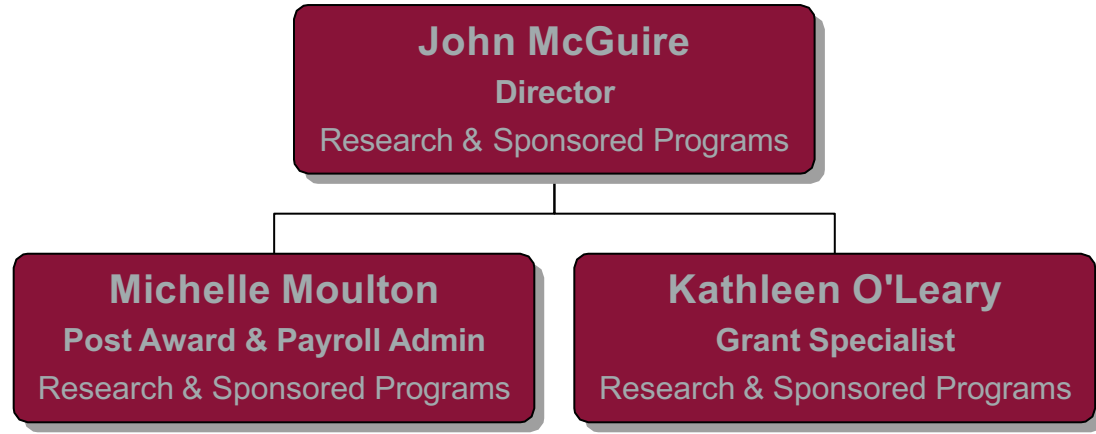 John McGuire
Director
Research & Sponsored Programs
Michelle Moulton
Post Award & Payroll Admin
Research & Sponsored Programs
Kathleen O'Leary
Grant Specialist
Research & Sponsored Programs